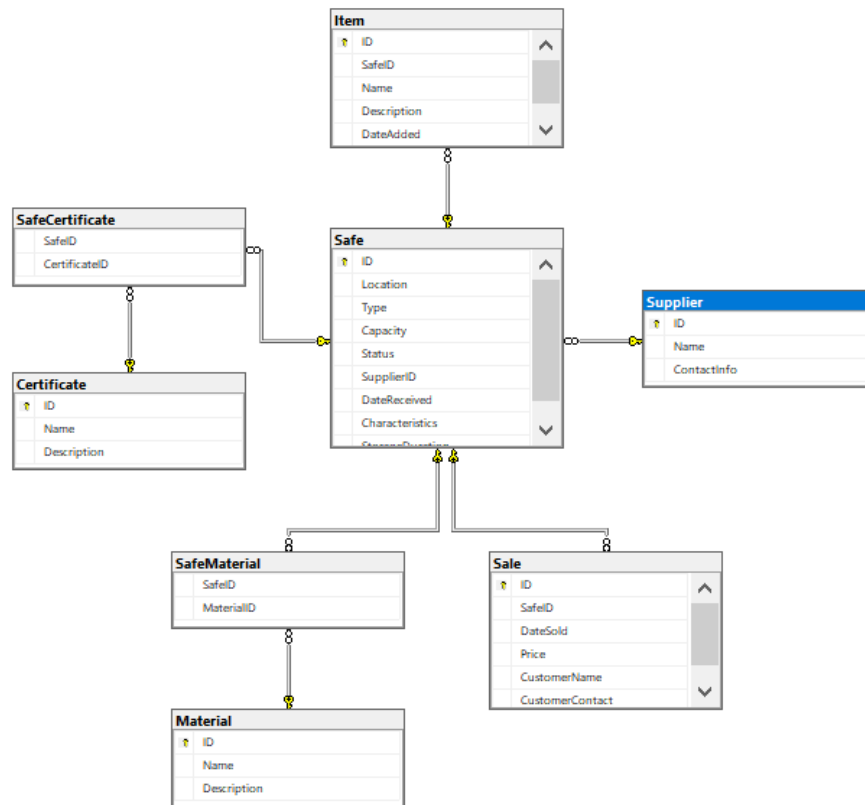 Item
ID
SafeID
Name
Description
DateAdded
SafeCertificate
SafeID
CertificateID
Certificate
ID
Name
Description
Safe
ID
Location
Type
Capacity
Status
SupplierID
DateReceived
Characteristics
StorageDuration
Supplier
ID
Name
ContactInfo
SafeMaterial
SafeID
MaterialID
Material
ID
Name
Description
Sale
ID
SafeID
DateSold
Price
CustomerName
CustomerContact